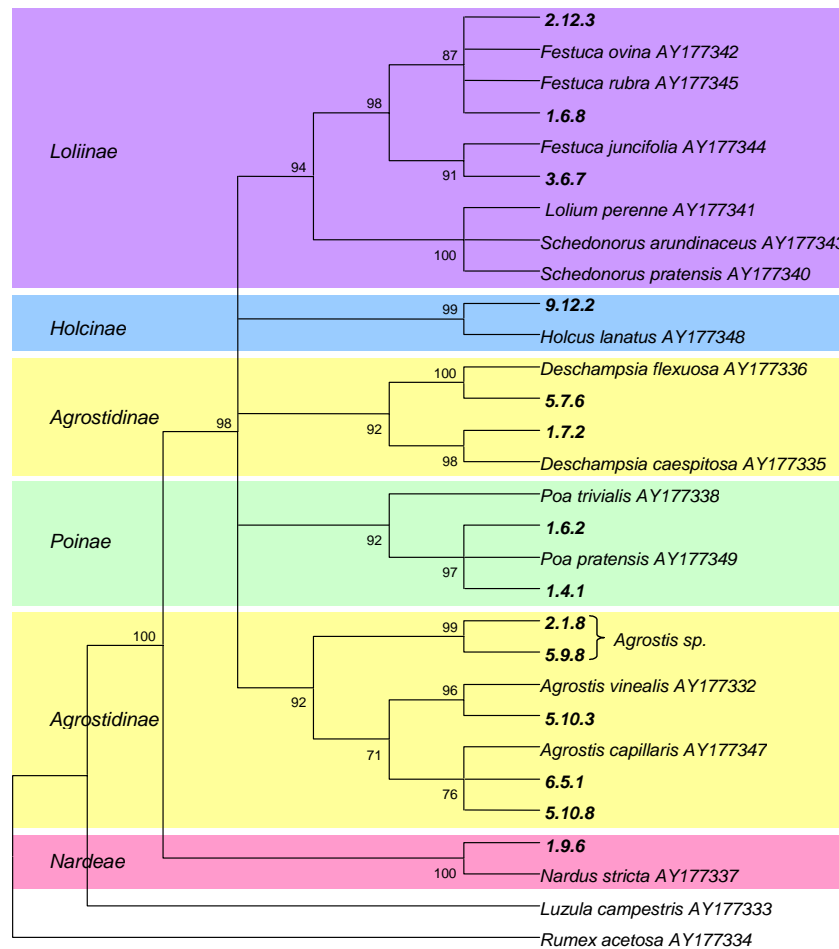 2.12.3
Festuca ovina AY177342
87
Festuca rubra AY177345
98
1.6.8
Loliinae
Festuca juncifolia AY177344
94
91
3.6.7
Lolium perenne AY177341
Schedonorus arundinaceus AY177343
100
Schedonorus pratensis AY177340
99
9.12.2
Holcinae
Holcus lanatus AY177348
Deschampsia flexuosa AY177336
100
5.7.6
Agrostidinae
98
92
1.7.2
98
Deschampsia caespitosa AY177335
Poa trivialis AY177338
1.6.2
Poinae
92
Poa pratensis AY177349
97
1.4.1
2.1.8
99
100
Agrostis sp.
5.9.8
Agrostis vinealis AY177332
96
92
Agrostidinae
5.10.3
71
Agrostis capillaris AY177347
6.5.1
76
5.10.8
1.9.6
Nardeae
100
Nardus stricta AY177337
Luzula campestris AY177333
Rumex acetosa AY177334